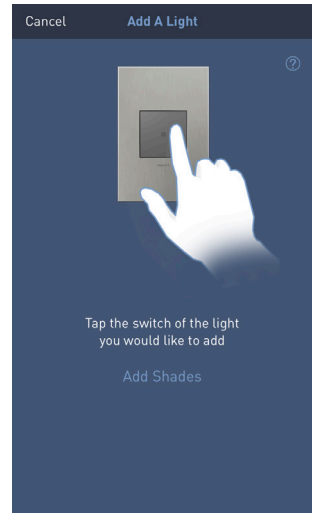 Cancel
Add A Light
?
Tap the switch of the light
you would like to add
Add Shades